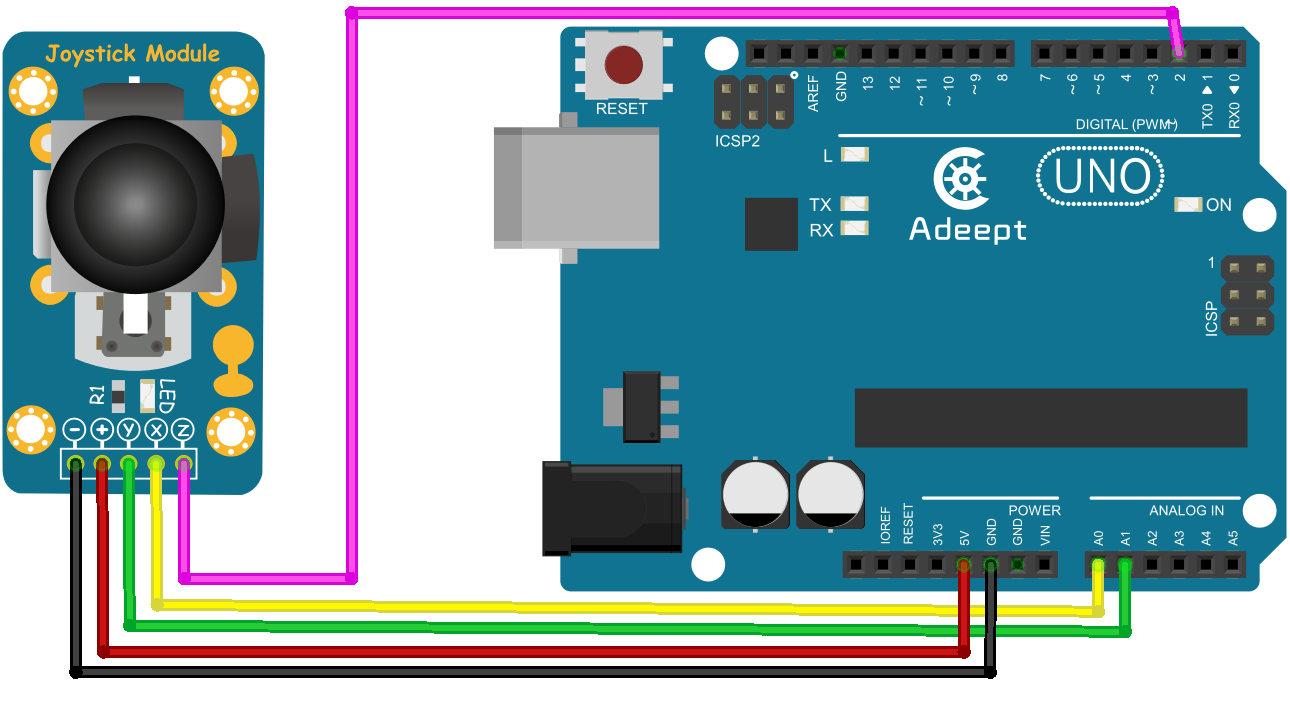 Joystick Module
R1
LED
- + y x z
RESET
ICSP2
AREF
GND
13
12
~ 11
~ 10
~ 9
8
7
~ 6
~ 5
4
~ 3
2
TX0 ▶ 1
RX0 ◀ 0
DIGITAL (PWM~)
L
TX
RX
Adeept
UNO
ON
1
ICSP
POWER
ANALOG IN
IOREF
RESET
3V3
5V
GND
GND
VIN
A0
A1
A2
A3
A4
A5